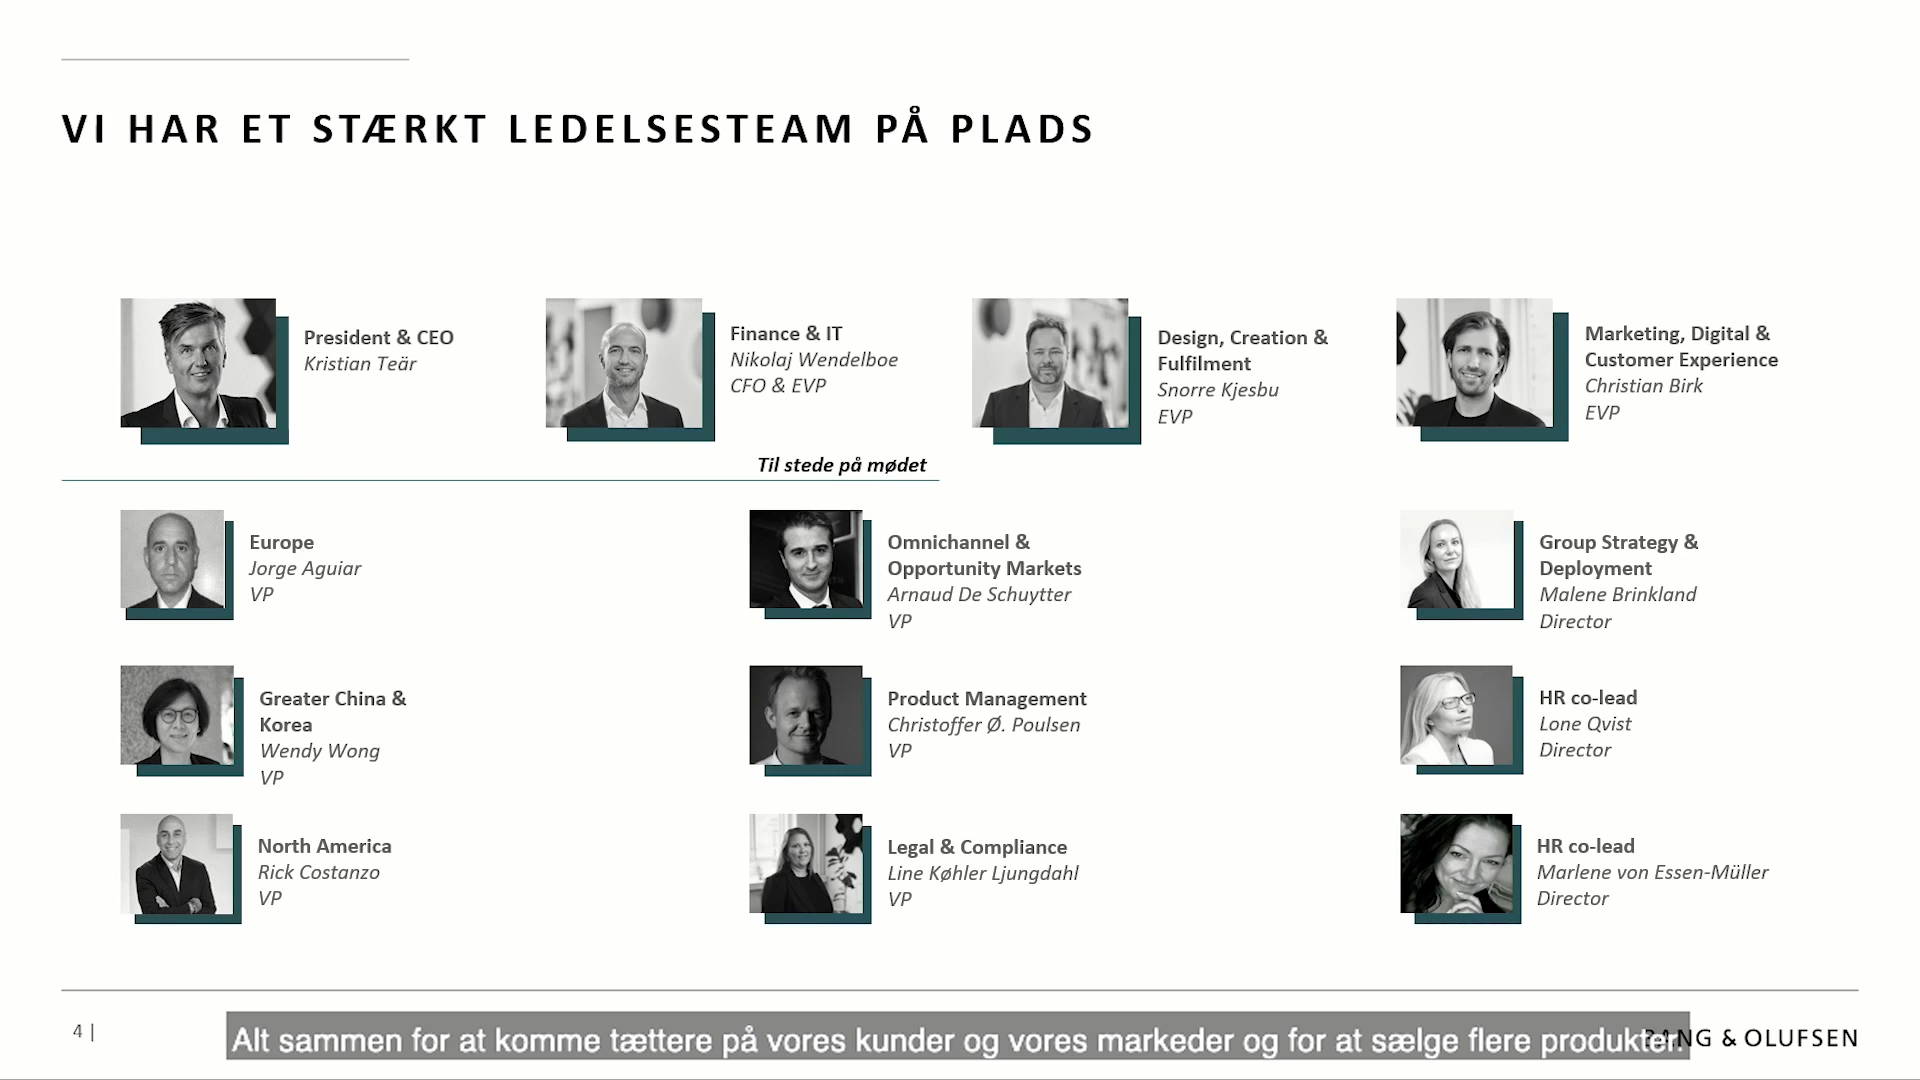 VI HAR ET STÆRKT LEDELSESTEAM PÅ PLADS
President & CEO
Kristian Teär
Finance & IT
Nikolaj Wendelboe
CFO & EVP
Design, Creation &
Fulfilment
Snorre Kjesbu
EVP
Marketing, Digital &
Customer Experience
Christian Birk
EVP
Til stede på mødet
Europe
Jorge Aguiar
VP
Omnichannel &
Opportunity Markets
Arnaud De Schuytter
VP
Group Strategy &
Deployment
Malene Brinkland
Director
Greater China &
Korea
Wendy Wong
VP
Product Management
Christoffer Ø. Poulsen
VP
HR co-lead
Lone Qvist
Director
North America
Rick Costanzo
VP
Legal & Compliance
Line Køhler Ljungdahl
VP
HR co-lead
Marlene von Essen-Müller
Director
4 |
Alt sammen for at komme tættere på vores kunder og vores markeder og for at sælge flere produkter.
BANG & OLUFSEN